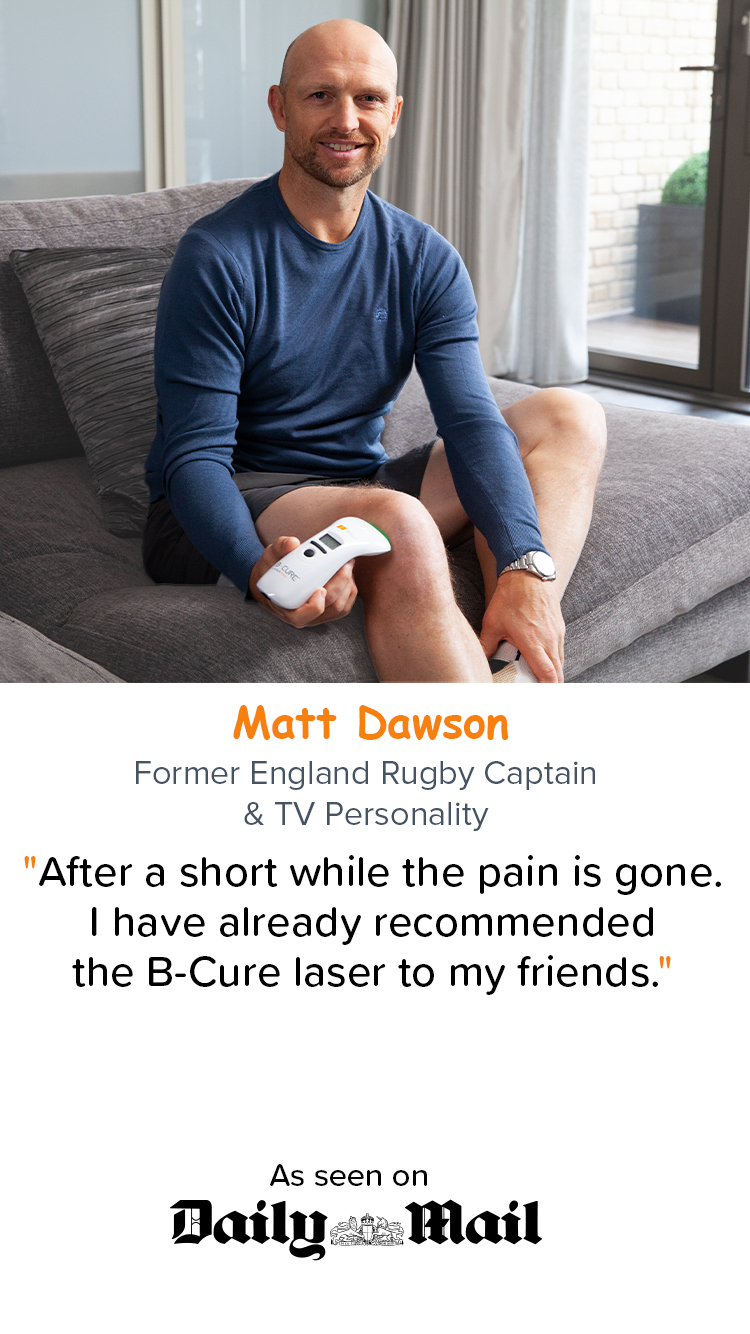 B-CURE
Matt Dawson
Former England Rugby Captain
& TV Personality
"After a short while the pain is gone.
I have already recommended
the B-Cure laser to my friends."
As seen on
Daily Mail